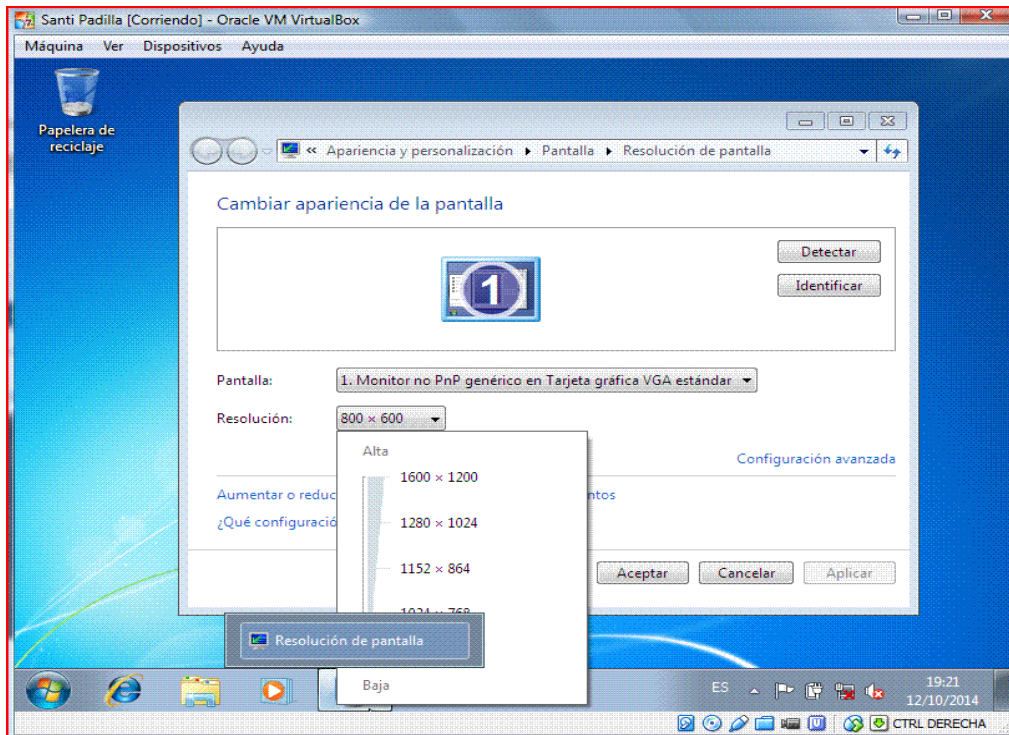 Santi Padilla [Corriendo] - Oracle VM VirtualBox
Máquina Ver Dispositivos Ayuda
Papelera de
reciclaje
« Apariencia y personalización Pantalla Resolución de pantalla
Cambiar apariencia de la pantalla
1
Detectar
Identificar
Pantalla: 1. Monitor no PnP genérico en Tarjeta gráfica VGA estándar
Resolución: 800 × 600
Alta
1600 × 1200
Configuración avanzada
Aumentar o reduc ntos
¿Qué configuració
1280 × 1024
1152 × 864
Aceptar Cancelar Aplicar
1024 × 768
Resolución de pantalla
Baja
ES
19:21
12/10/2014
CTRL DERECHA